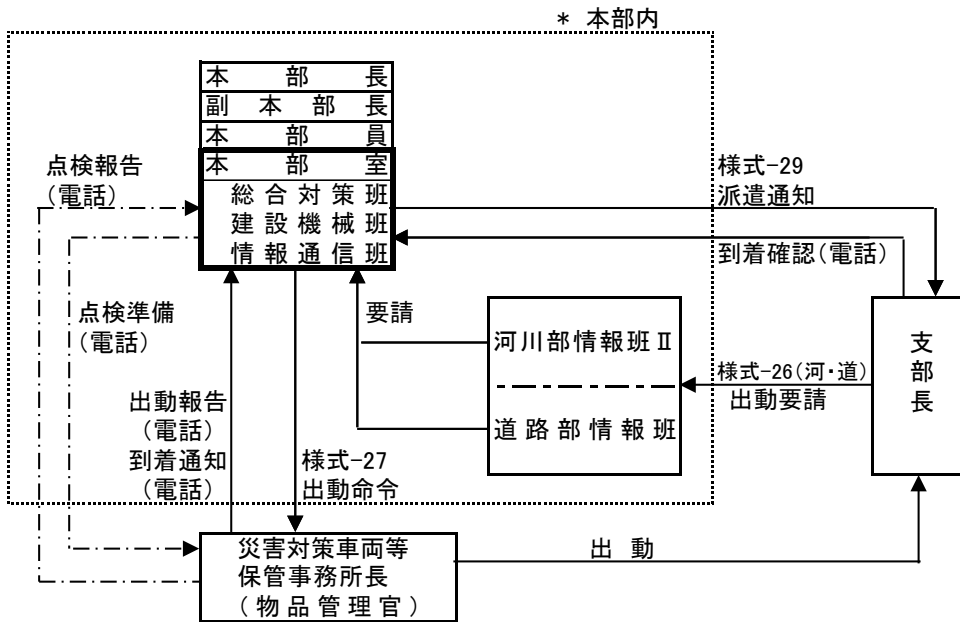 * 本部内
本部長
副本部長
本部員
本部室
総合対策班
建設機械班
情報通信班
点検報告
(電話)
様式-29
派遣通知
到着確認(電話)
点検準備
(電話)
要請
河川部情報班Ⅱ
道路部情報班
様式-26(河・道)
出動要請
支部長
出動報告
(電話)
到着通知
(電話)
様式-27
出動命令
災害対策車両等
保管事務所長
(物品管理官)
出 動